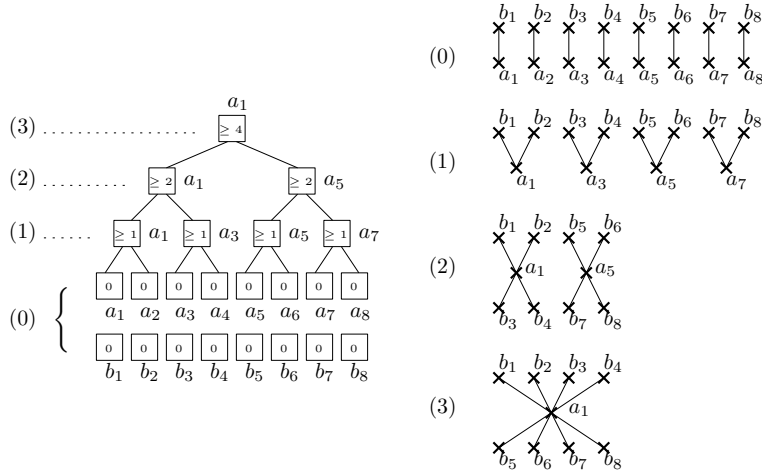 a₁
(3) ≥ 4
(2) ≥ 2 a₁ ≥ 2 a₅
(1) ≥ 1 a₁ ≥ 1 a₃ ≥ 1 a₅ ≥ 1 a₇
0 0 0 0 0 0 0 0
(0)
a₁ a₂ a₃ a₄ a₅ a₆ a₇ a₈
0 0 0 0 0 0 0 0
b₁ b₂ b₃ b₄ b₅ b₆ b₇ b₈
b₁ b₂ b₃ b₄ b₅ b₆ b₇ b₈
(0)
a₁ a₂ a₃ a₄ a₅ a₆ a₇ a₈
b₁ b₂ b₃ b₄ b₅ b₆ b₇ b₈
(1)
a₁ a₃ a₅ a₇
b₁ b₂ b₅ b₆
(2) a₁ a₅
b₃ b₄ b₇ b₈
b₁ b₂ b₃ b₄
(3) a₁
b₅ b₆ b₇ b₈